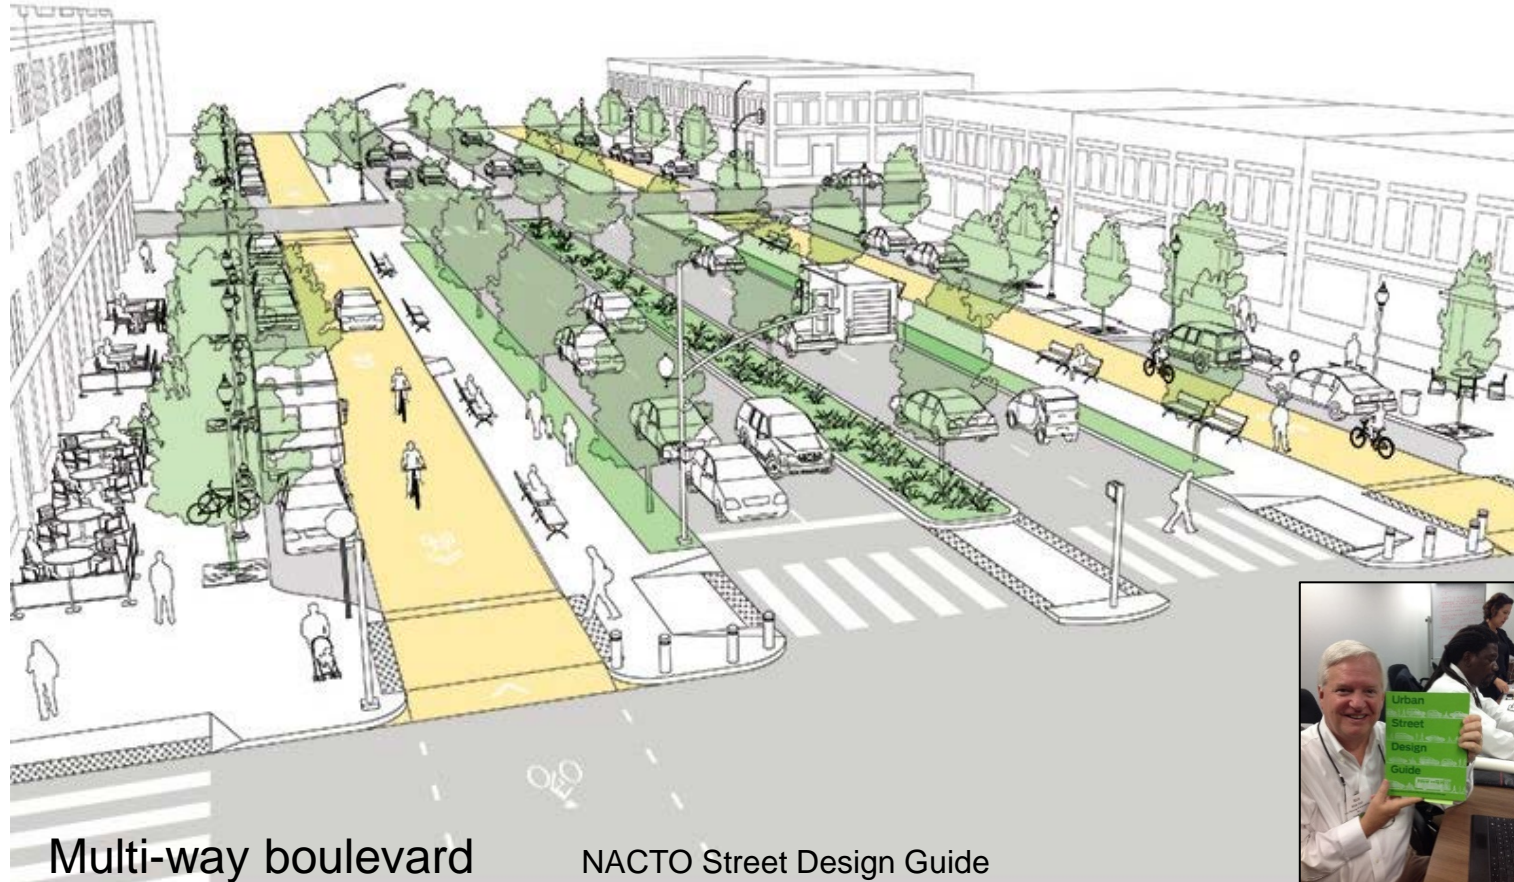 Urban
Street
Design
Guide
Multi-way boulevard
NACTO Street Design Guide